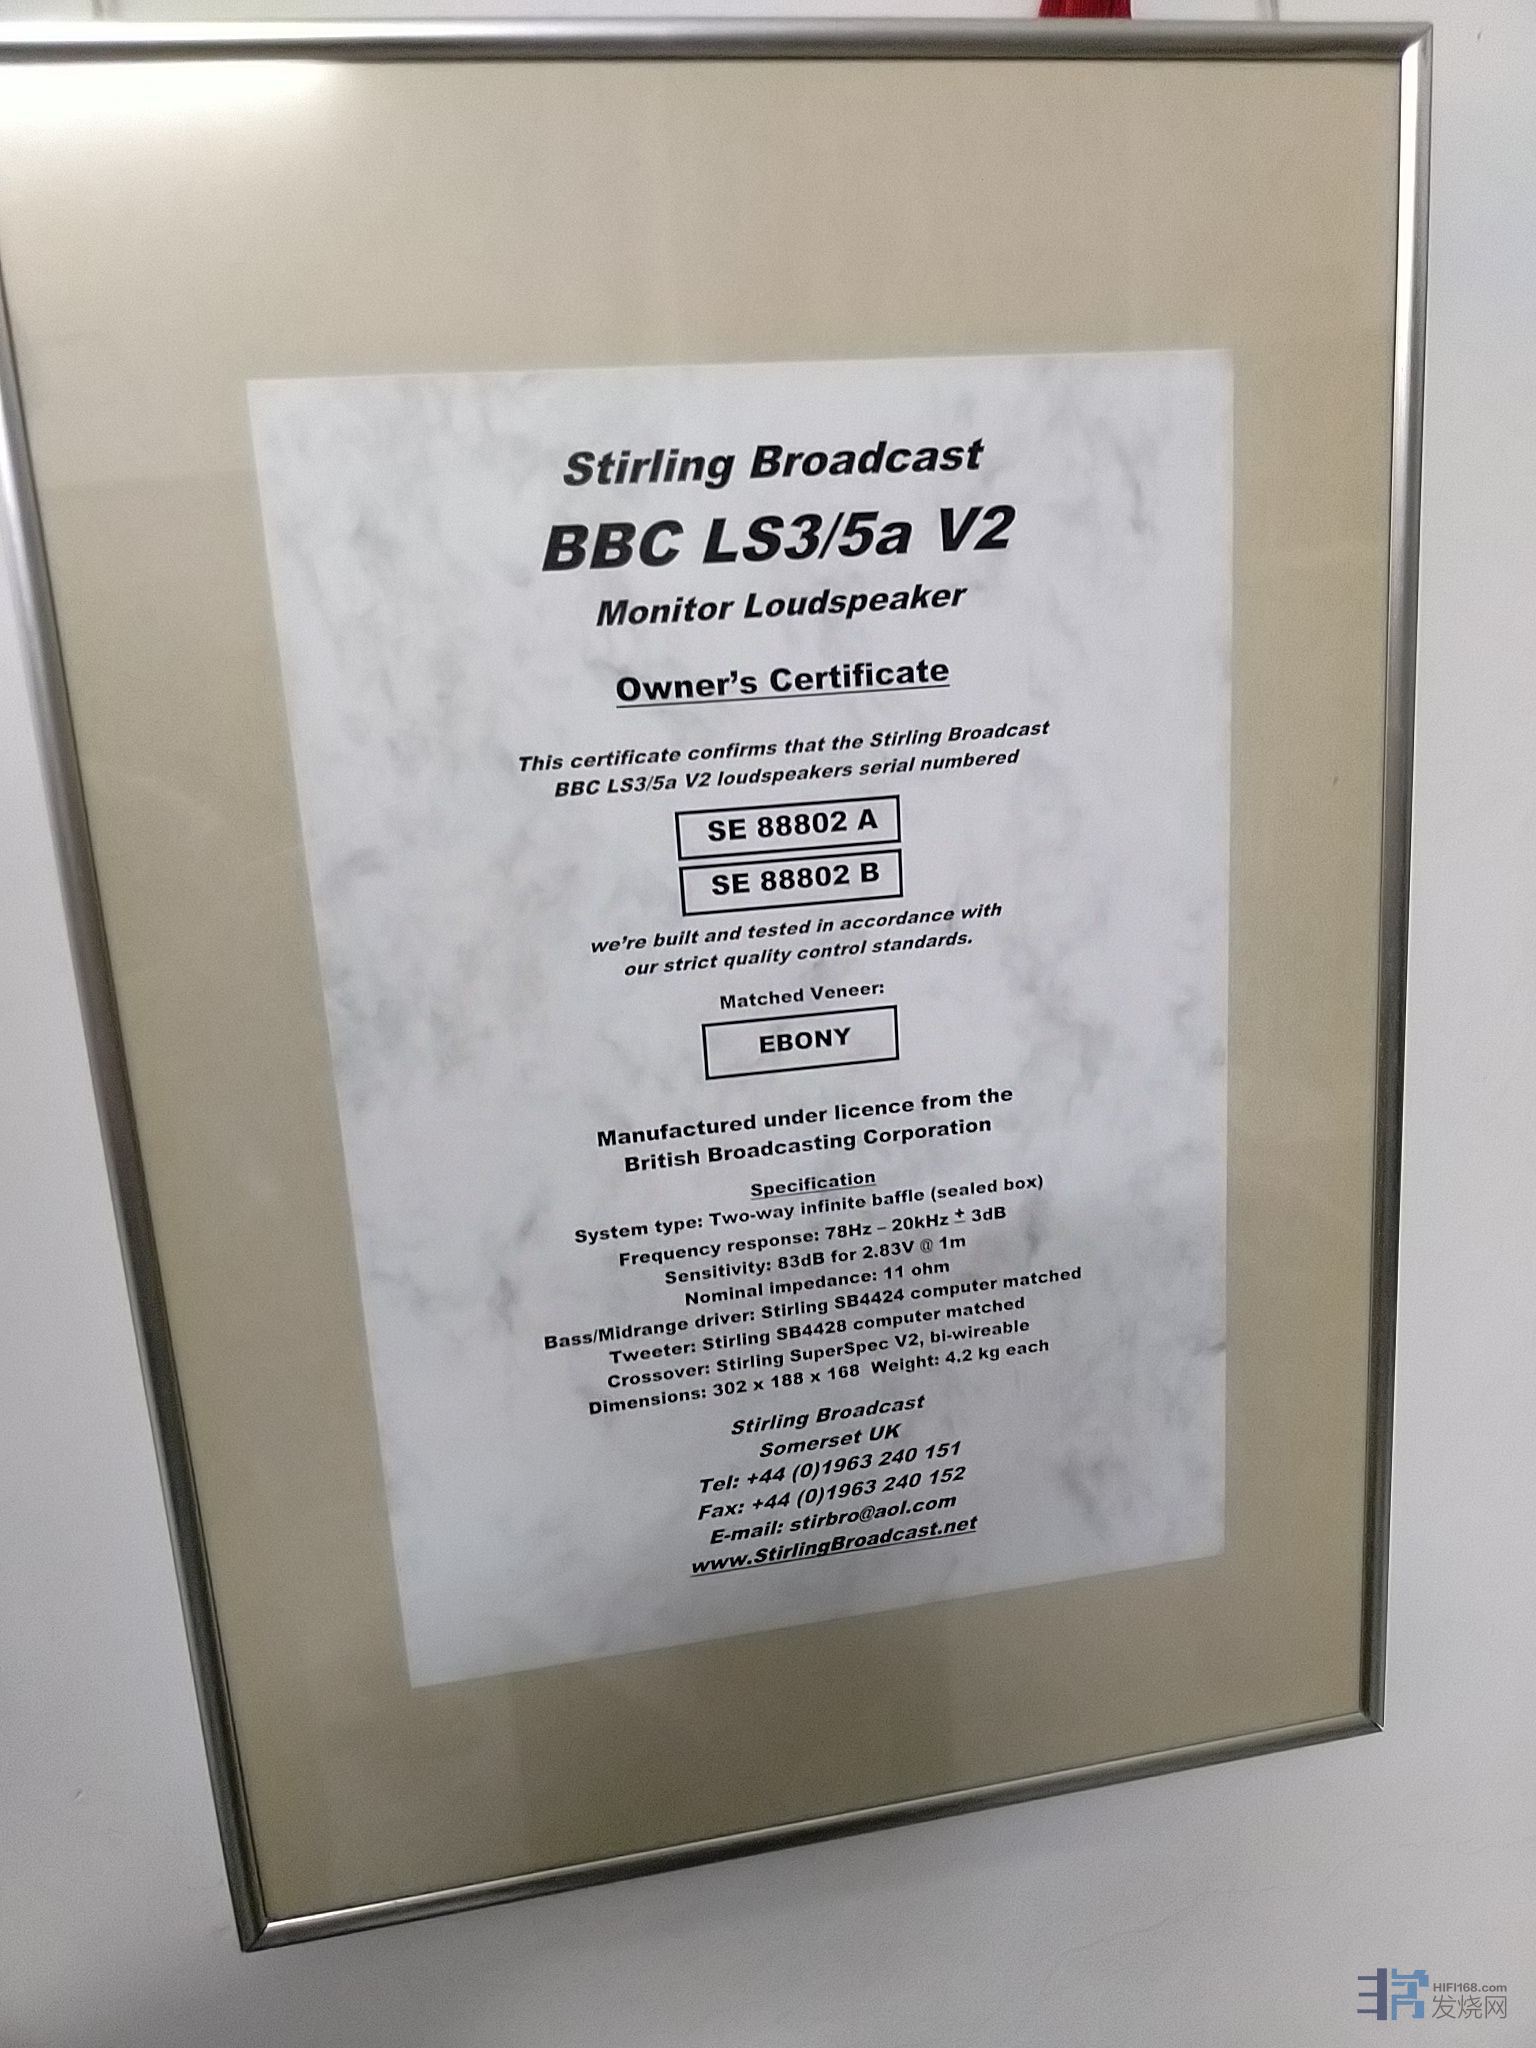 Stirling Broadcast
BBC LS3/5a V2
Monitor Loudspeaker
Owner's Certificate
This certificate confirms that the Stirling Broadcast
BBC LS3/5a V2 loudspeakers serial numbered
SE 88802 A
SE 88802 B
we're built and tested in accordance with
our strict quality control standards.
Matched Veneer:
EBONY
Manufactured under licence from the
British Broadcasting Corporation
Specification
System type: Two-way infinite baffle (sealed box)
Frequency response: 78Hz – 20kHz ± 3dB
Sensitivity: 83dB for 2.83V @ 1m
Nominal impedance: 11 ohm
Bass/Midrange driver: Stirling SB4424 computer matched
Tweeter: Stirling SB4428 computer matched
Crossover: Stirling SuperSpec V2, bi-wireable
Dimensions: 302 x 188 x 168 Weight: 4.2 kg each
Stirling Broadcast
Somerset UK
Tel: +44 (0)1963 240 151
Fax: +44 (0)1963 240 152
E-mail: stirbro@aol.com
www.StirlingBroadcast.net
HIFI168.com
发烧网